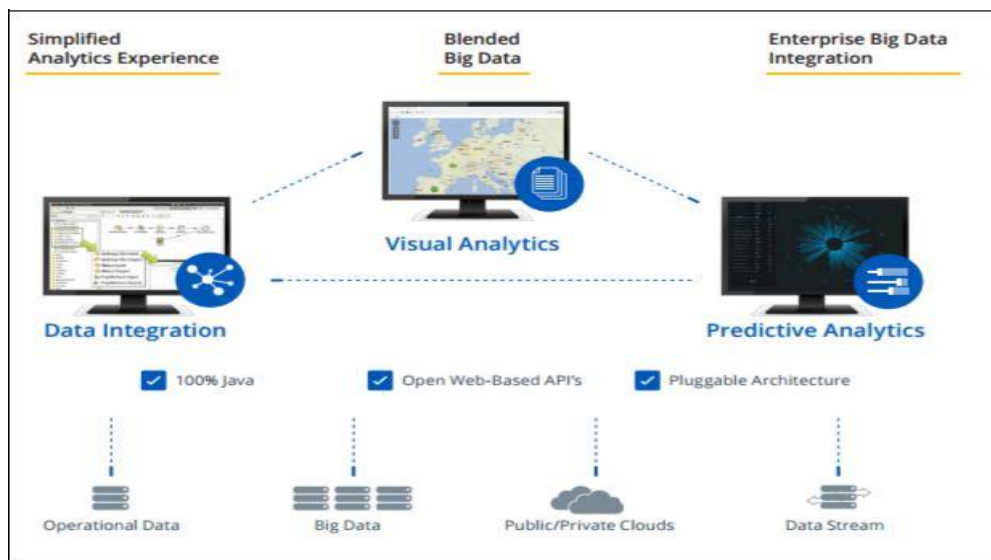 Simplified
Analytics Experience
Blended
Big Data
Enterprise Big Data
Integration
Visual Analytics
Data Integration
Predictive Analytics
100% Java
Open Web-Based API's
Pluggable Architecture
Operational Data
Big Data
Public/Private Clouds
Data Stream